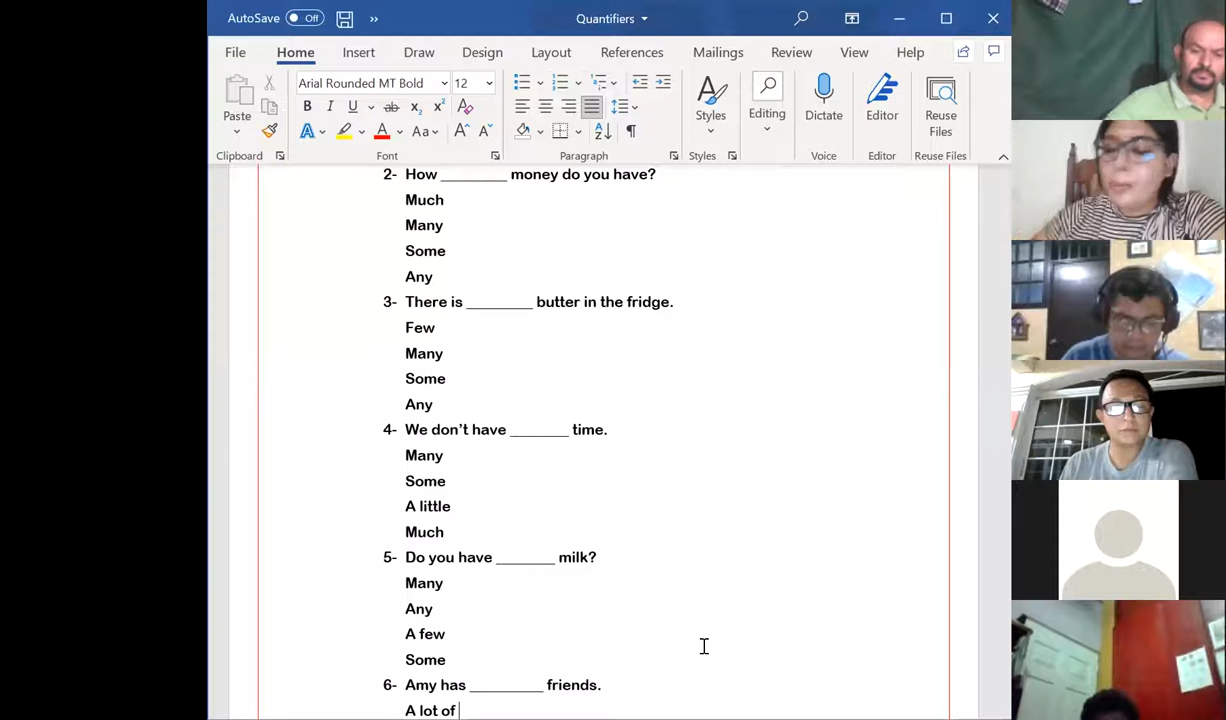 AutoSave Off Quantifiers
File Home Insert Draw Design Layout References Mailings Review View Help
Arial Rounded MT Bold 12
Paste Styles Editing Dictate Editor Reuse Files
Clipboard Font Paragraph Styles Voice Editor Reuse Files
2- How _________ money do you have?
Much
Many
Some
Any
3- There is _________ butter in the fridge.
Few
Many
Some
Any
4- We don’t have ________ time.
Many
Some
A little
Much
5- Do you have ________ milk?
Many
Any
A few
Some
6- Amy has __________ friends.
A lot of